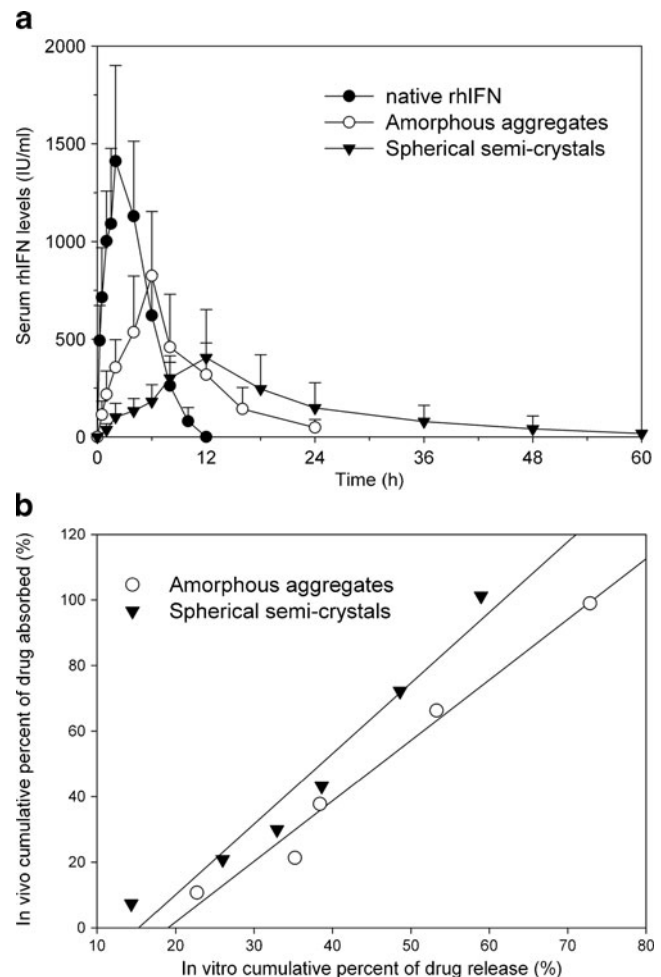 a
2000
1500
1000
500
0
Serum rhIFN levels (IU/ml)
native rhIFN
Amorphous aggregates
Spherical semi-crystals
0 12 24 36 48 60
Time (h)
b
120
100
80
60
40
20
0
In vivo cumulative percent of drug absorbed (%)
Amorphous aggregates
Spherical semi-crystals
10 20 30 40 50 60 70 80
In vitro cumulative percent of drug release (%)